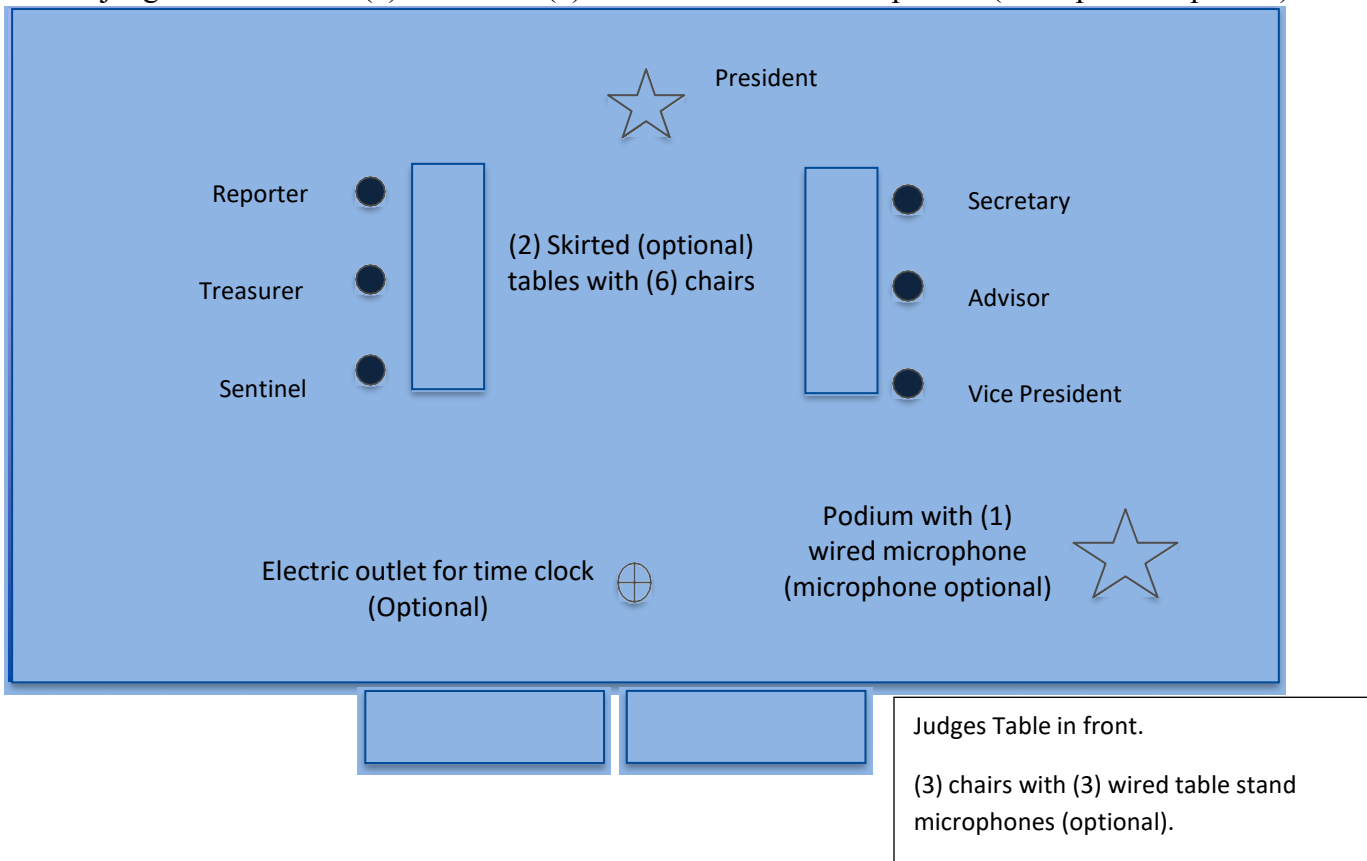 President
Reporter
Secretary
(2) Skirted (optional)
tables with (6) chairs
Treasurer
Advisor
Sentinel
Vice President
Podium with (1)
wired microphone
(microphone optional)
Electric outlet for time clock
(Optional)
Judges Table in front.
(3) chairs with (3) wired table stand
microphones (optional).